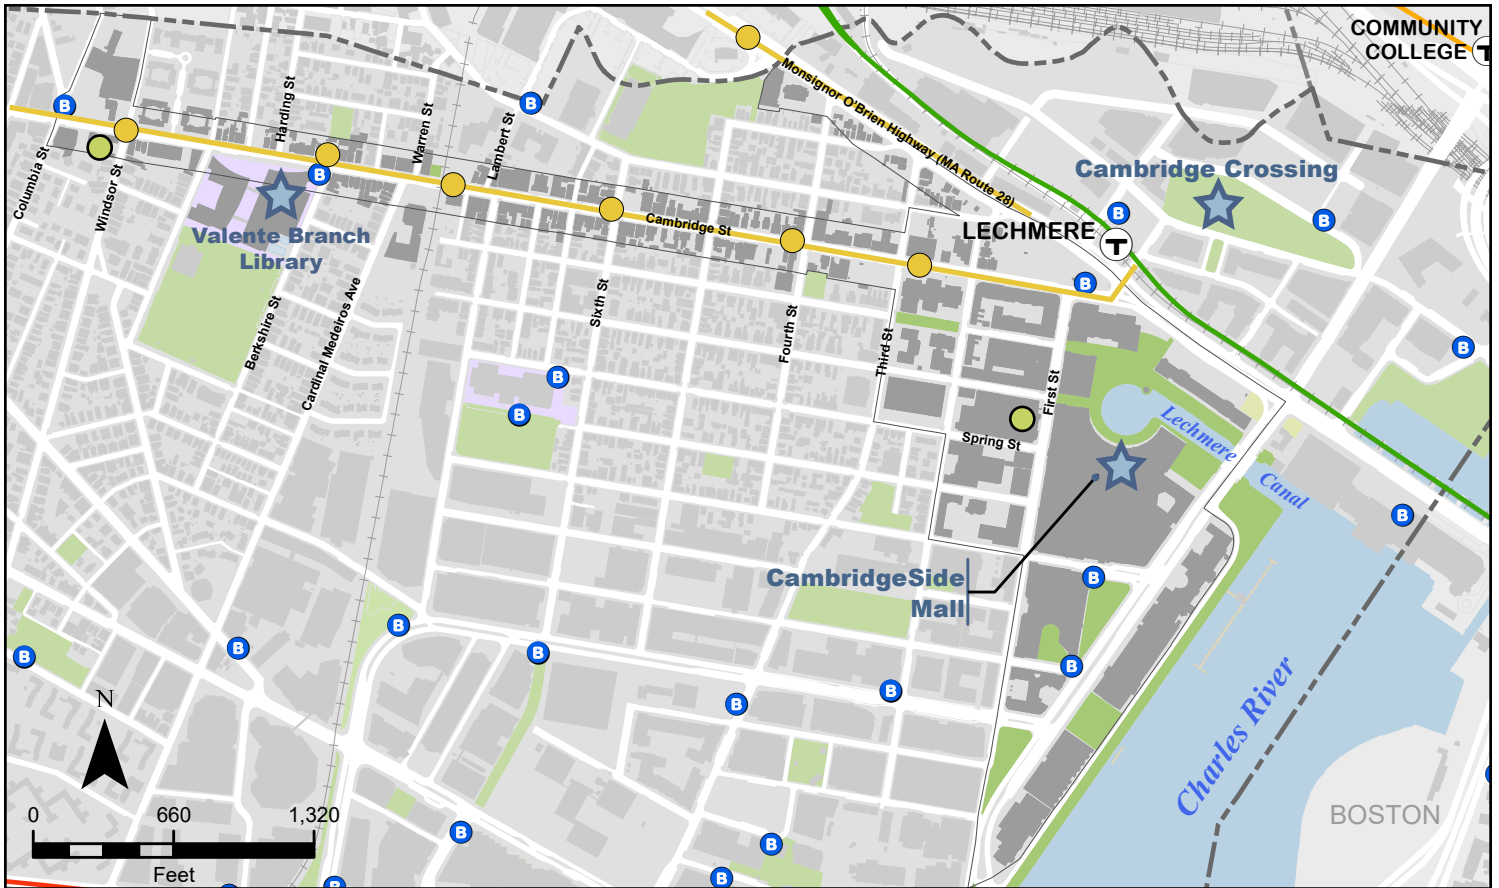 COMMUNITY
COLLEGE T
Monsignor O'Brien Highway (MA Route 28)
B
B
Harding St
Warren St
Lambert St
Columbia St
Windsor St
B
Valente Branch
Library
Cambridge St
Cambridge Crossing
B
B
LECHMERE T
B
Berkshire St
Cardinal Medeiros Ave
Sixth St
Fourth St
Third St
First St
B
B
B
Spring St
Lechmere
Canal
B
CambridgeSide
Mall
B
B
B
B
B
B
B
B
Charles River
N
0 660 1,320
Feet
BOSTON
B
B
B